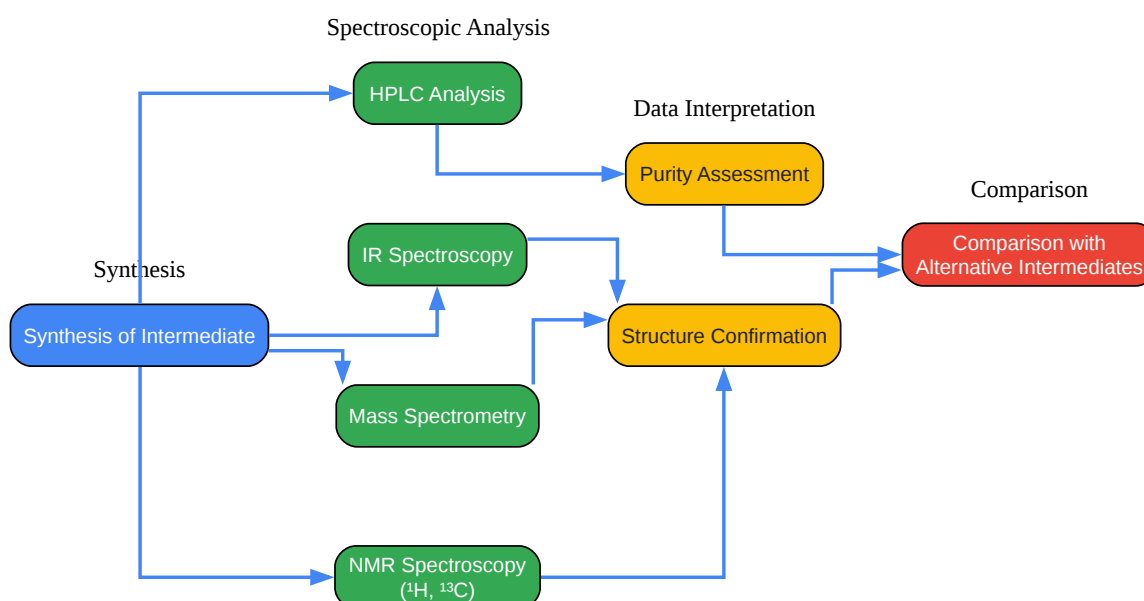 Spectroscopic Analysis
HPLC Analysis
Data Interpretation
Purity Assessment
Comparison
Comparison with
Alternative Intermediates
IR Spectroscopy
Synthesis
Synthesis of Intermediate
Structure Confirmation
Mass Spectrometry
NMR Spectroscopy
(¹H, ¹³C)